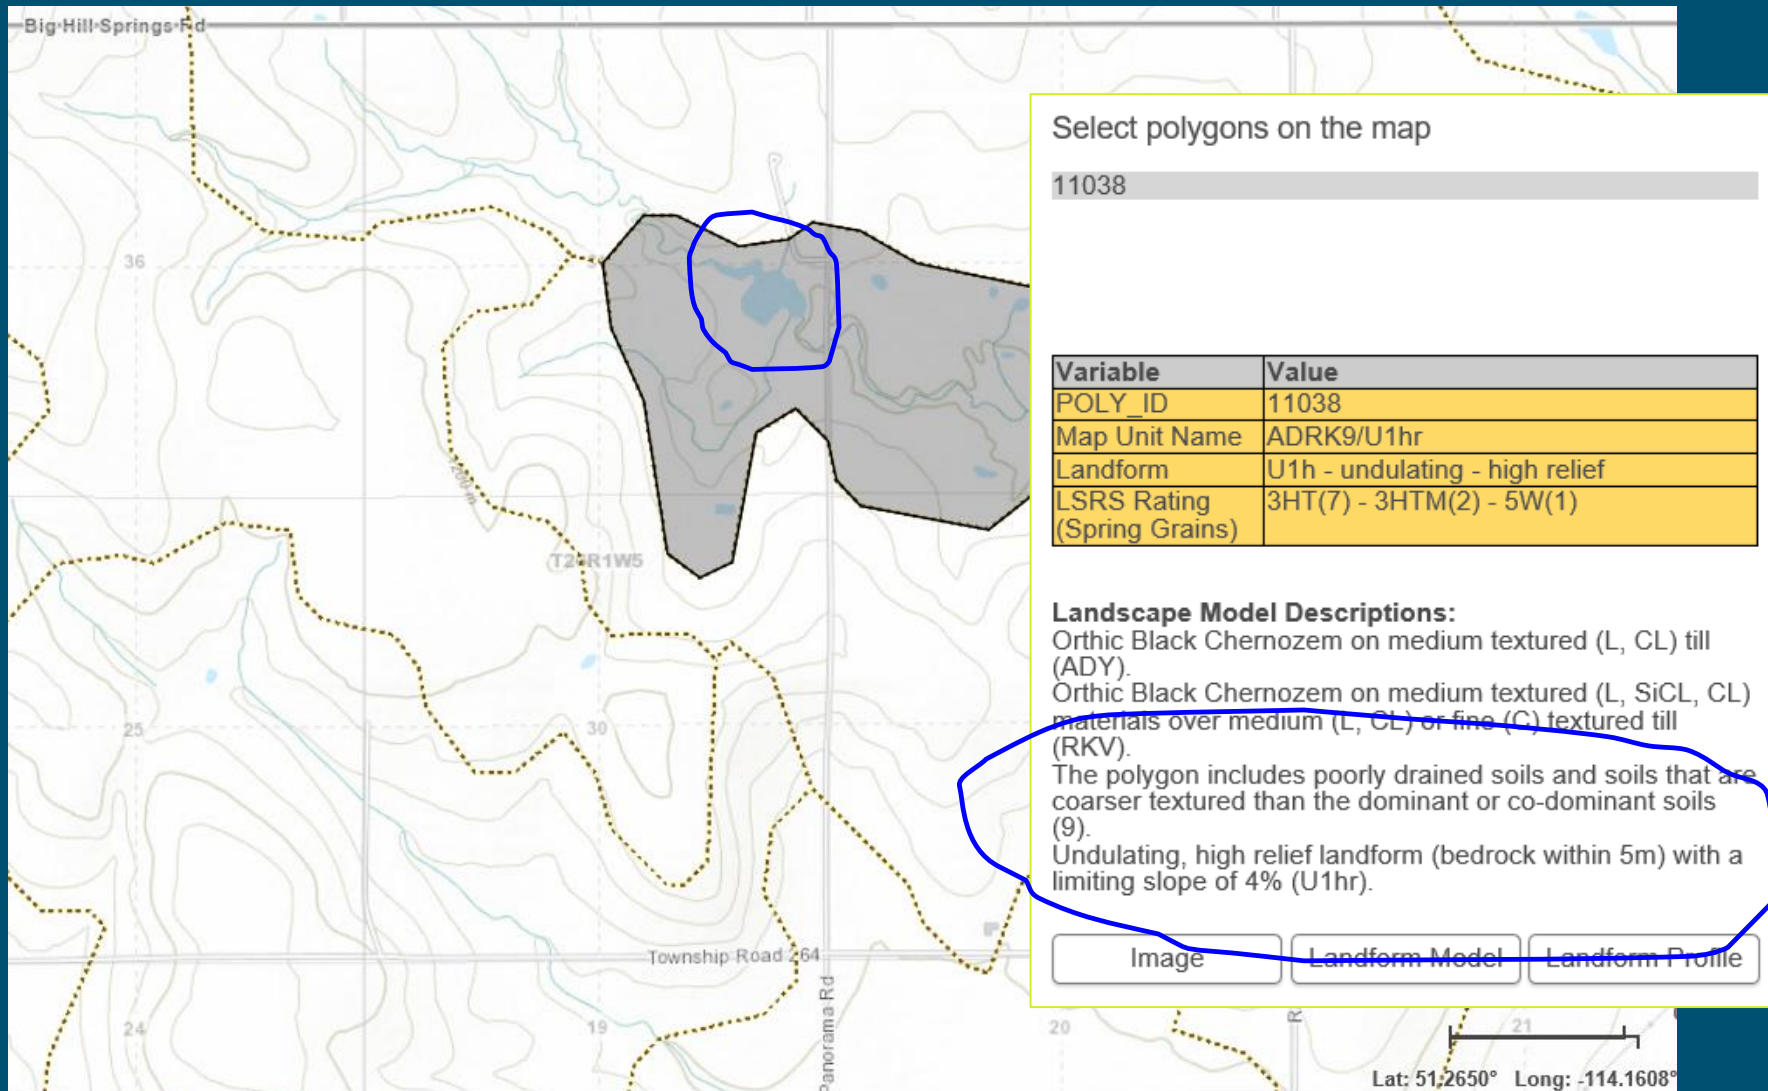 Big Hill Springs Rd
Select polygons on the map
11038
Variable Value
POLY_ID 11038
Map Unit Name ADRK9/U1hr
Landform U1h - undulating - high relief
LSRS Rating 3HT(7) - 3HTM(2) - 5W(1)
(Spring Grains)
Landscape Model Descriptions:
Orthic Black Chernozem on medium textured (L, CL) till
(ADY).
Orthic Black Chernozem on medium textured (L, SiCL, CL)
materials over medium (L, CL) or fine (C) textured till
(RKV).
The polygon includes poorly drained soils and soils that are
coarser textured than the dominant or co-dominant soils
(9).
Undulating, high relief landform (bedrock within 5m) with a
limiting slope of 4% (U1hr).
Image Landform Model Landform Profile
36
25
30
1200 m
T26R1W5
Township Road 264
Panorama Rd
R
24
19
20
21
Lat: 51.2650° Long: -114.1608°